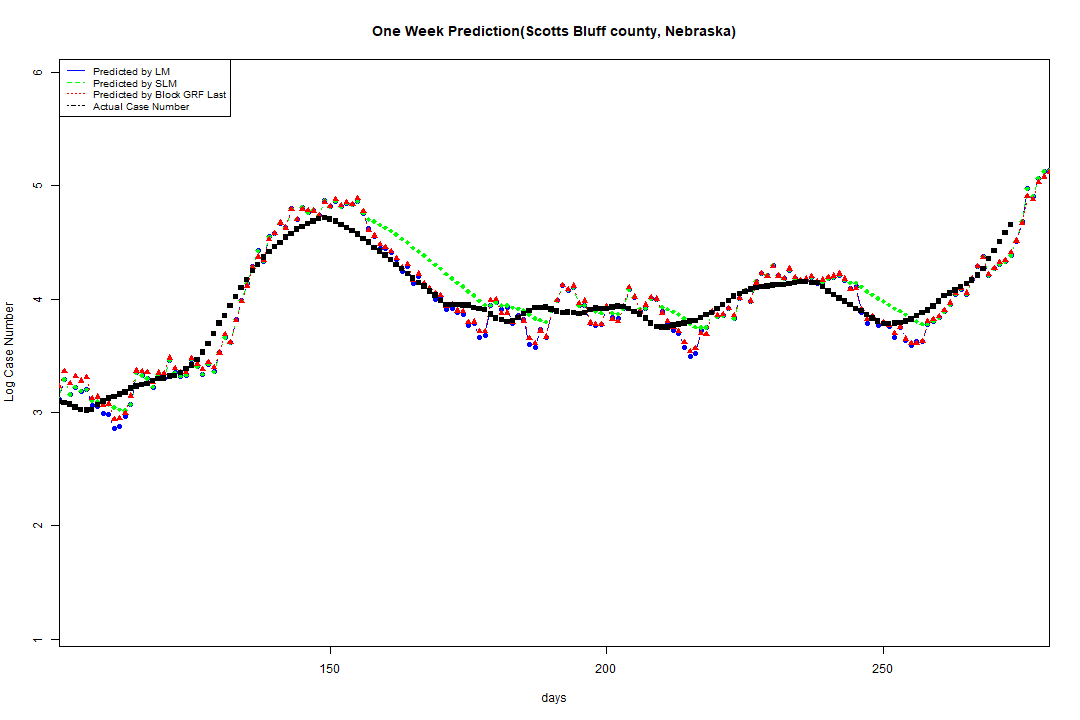 One Week Prediction(Scotts Bluff county, Nebraska)
Predicted by LM
Predicted by SLM
Predicted by Block GRF Last
Actual Case Number
6
5
4
3
2
1
Log Case Number
150
200
250
days